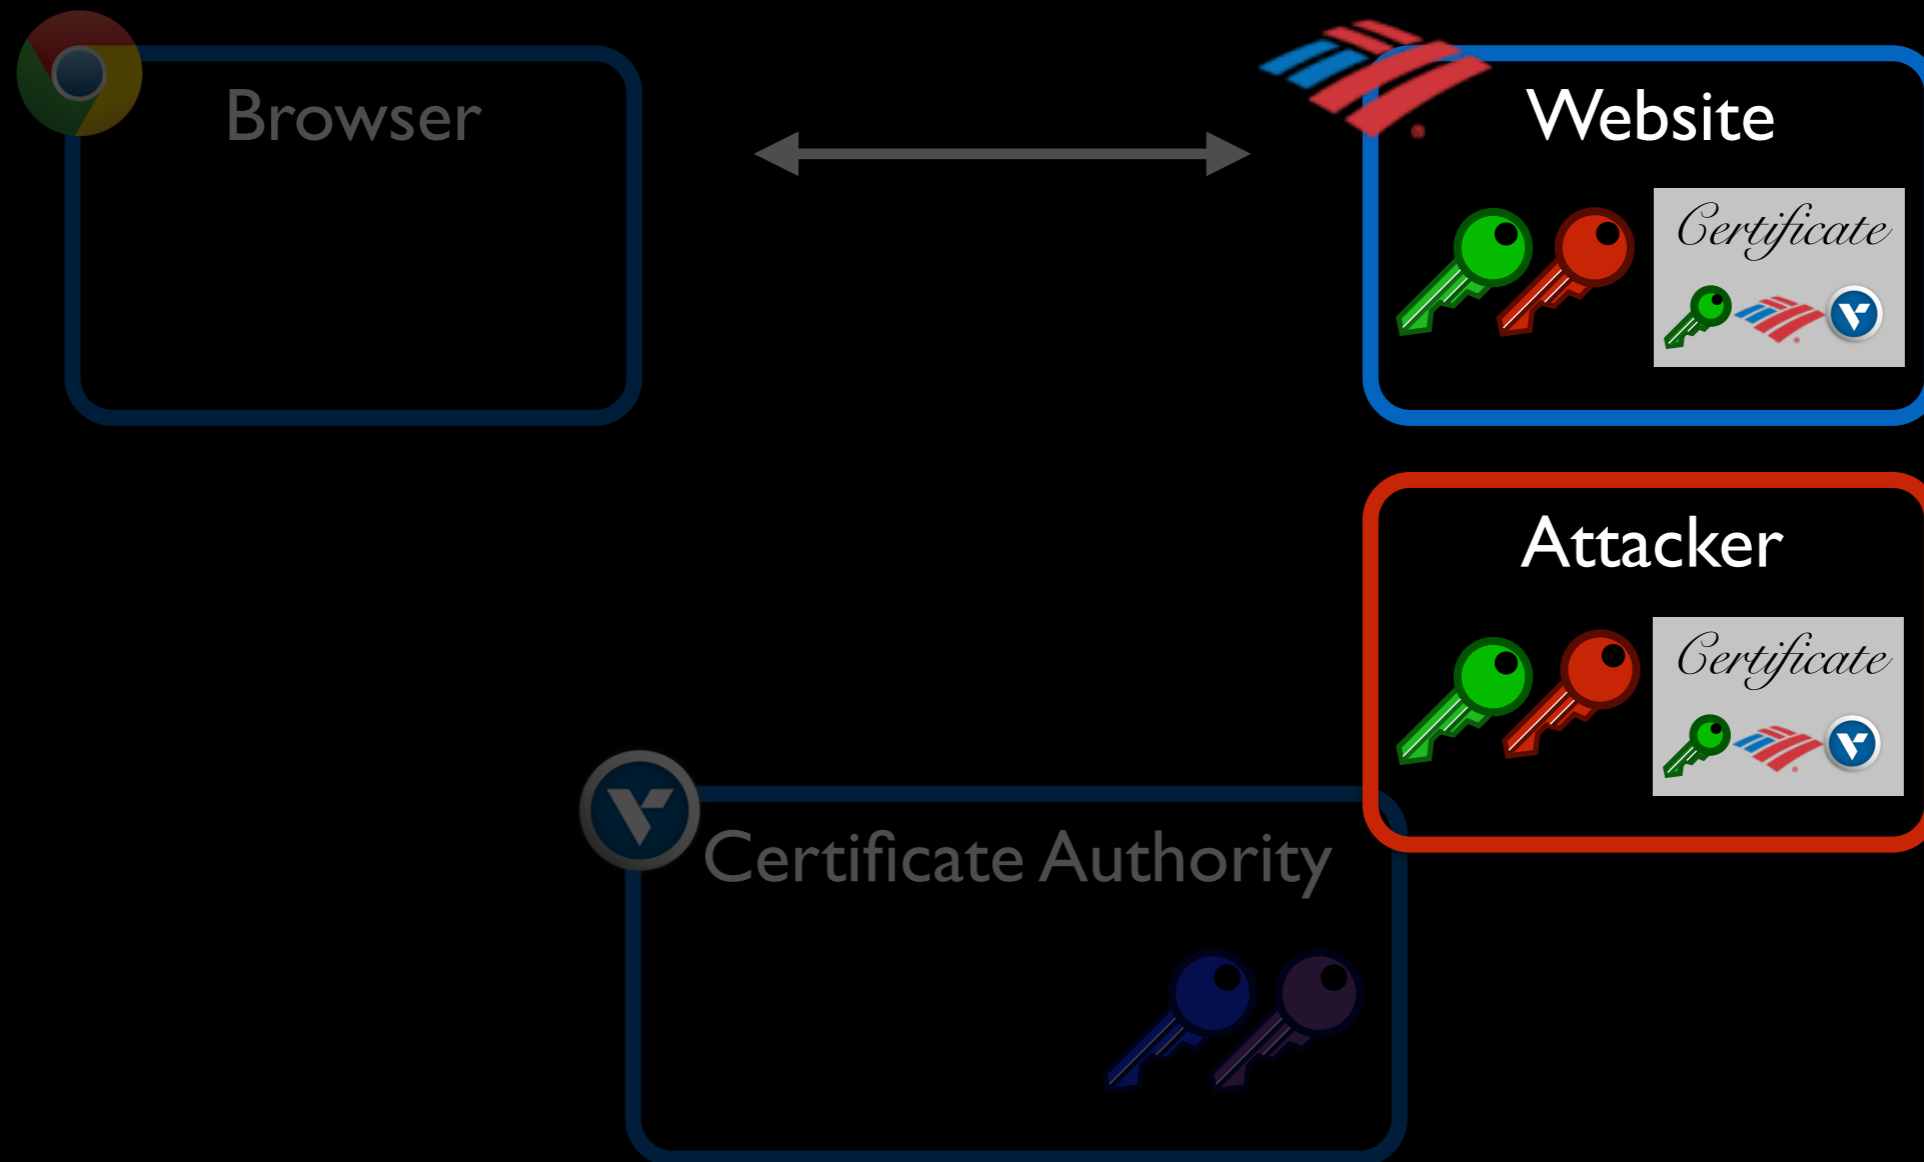 Browser
Website
Certificate
Attacker
Certificate
Certificate Authority